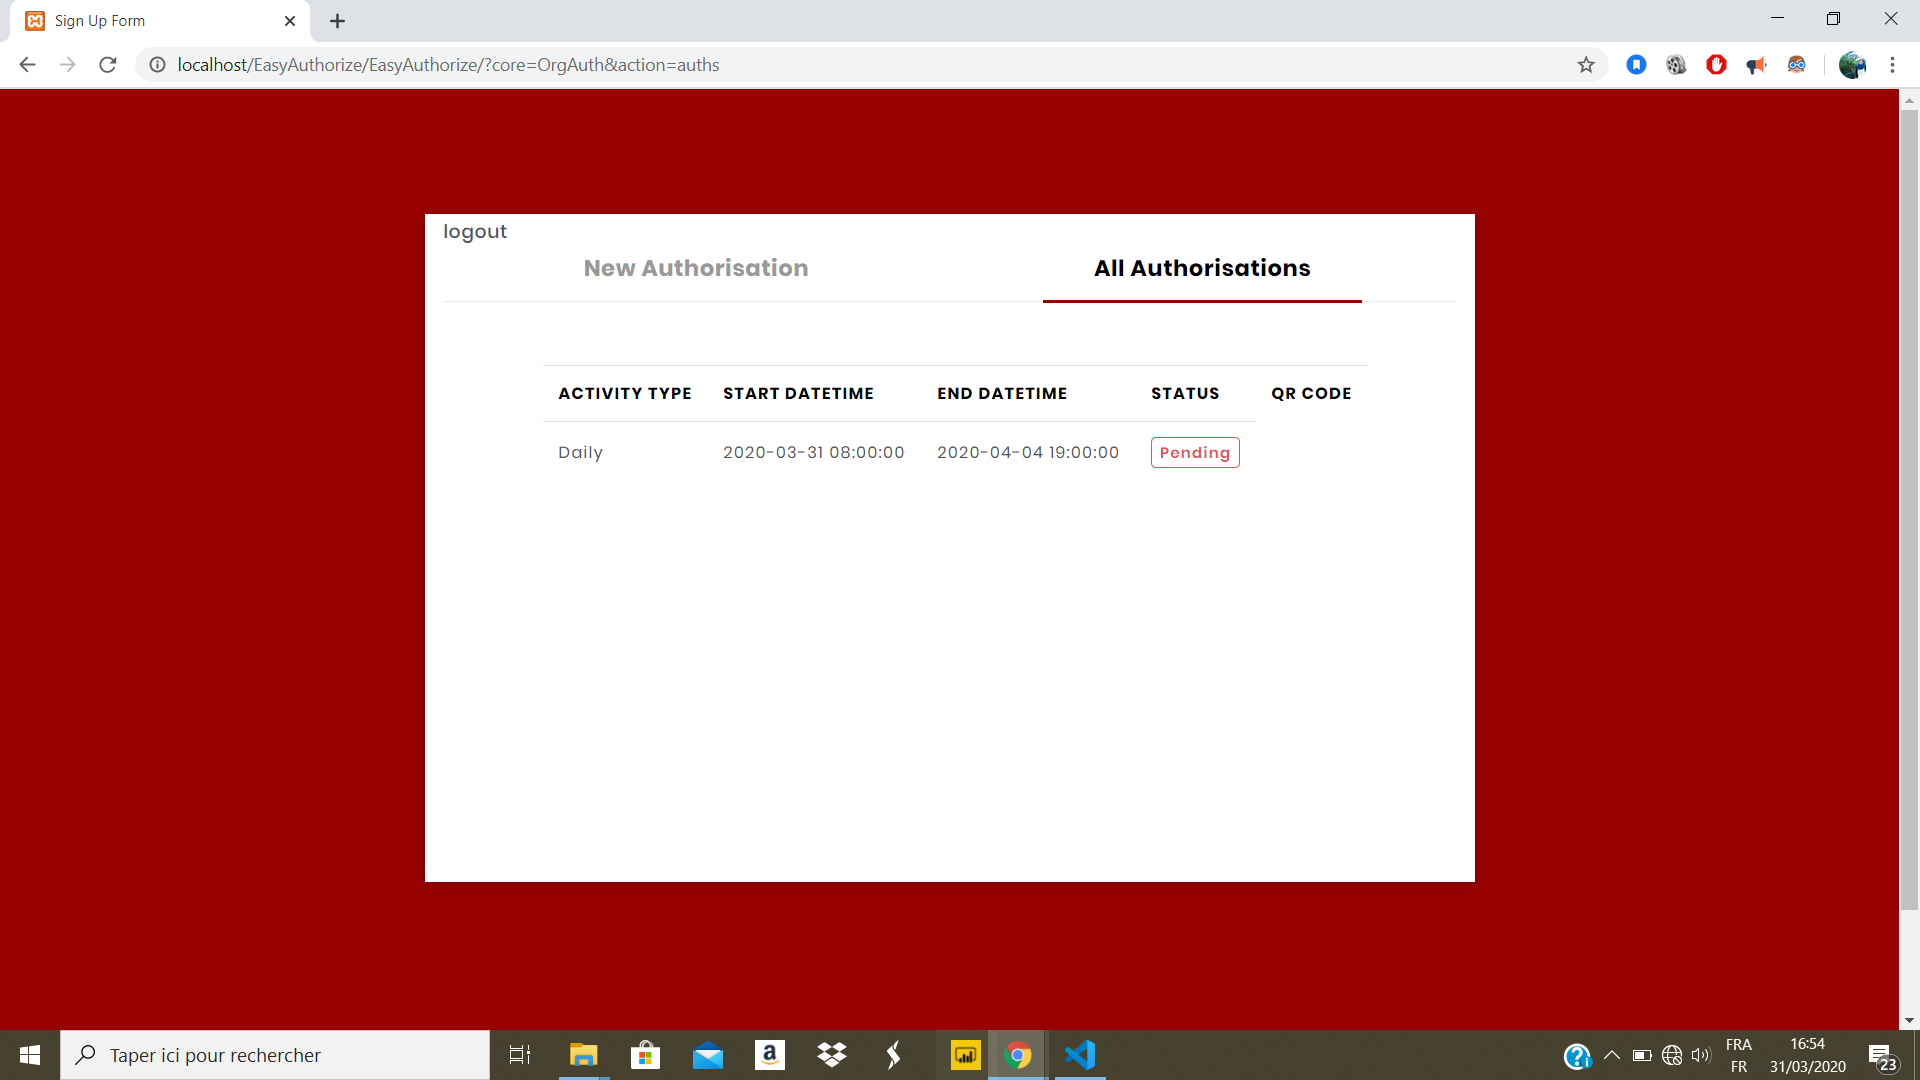 Sign Up Form
localhost/EasyAuthorize/EasyAuthorize/?core=OrgAuth&action=auths
logout
New Authorisation
All Authorisations
ACTIVITY TYPE START DATETIME END DATETIME STATUS QR CODE
Daily 2020-03-31 08:00:00 2020-04-04 19:00:00 Pending
Taper ici pour rechercher
FRA
FR
16:54
31/03/2020
23